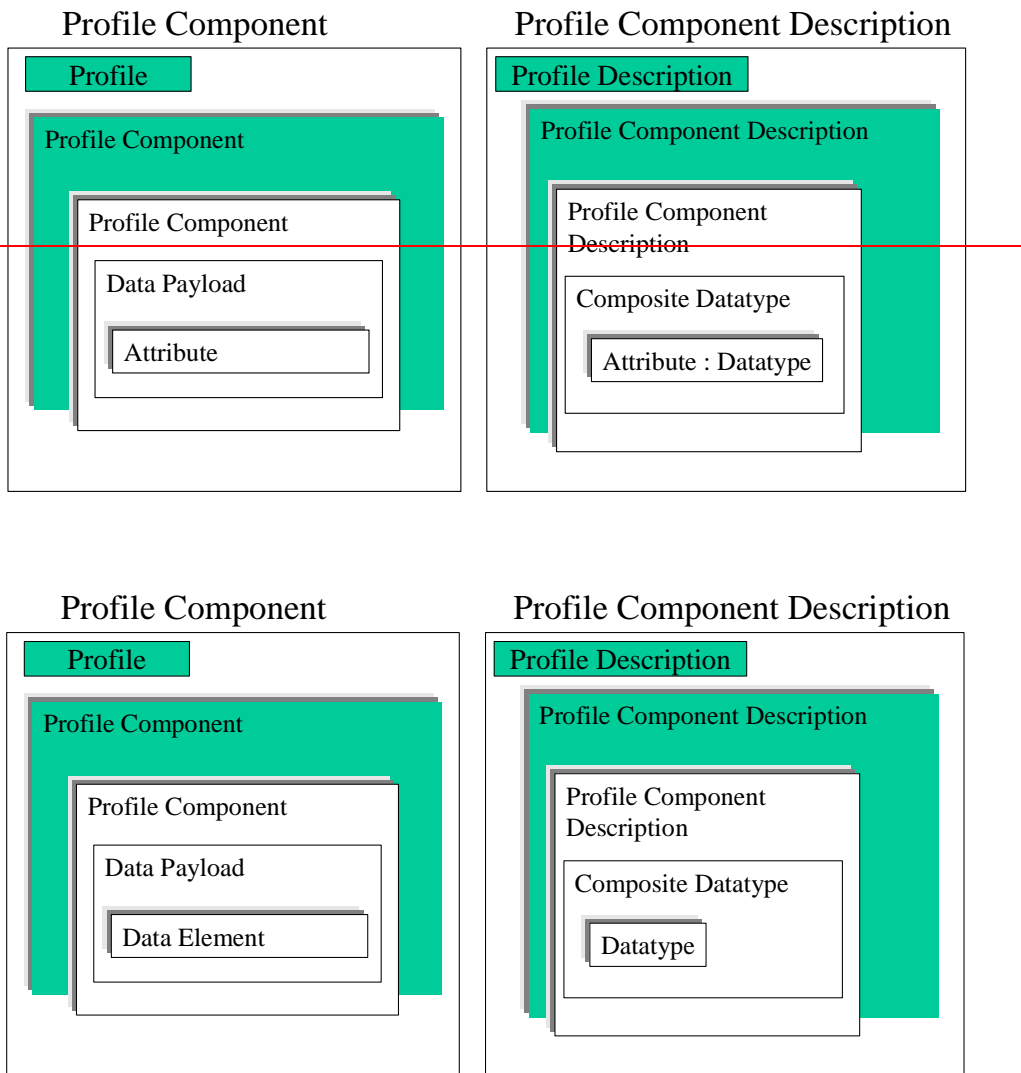 Profile Component
Profile
Profile Component
Profile Component
Data Payload
Attribute
Profile Component Description
Profile Description
Profile Component Description
Profile Component
Description
Composite Datatype
Attribute : Datatype
Profile Component
Profile
Profile Component
Profile Component
Data Payload
Data Element
Profile Component Description
Profile Description
Profile Component Description
Profile Component
Description
Composite Datatype
Datatype